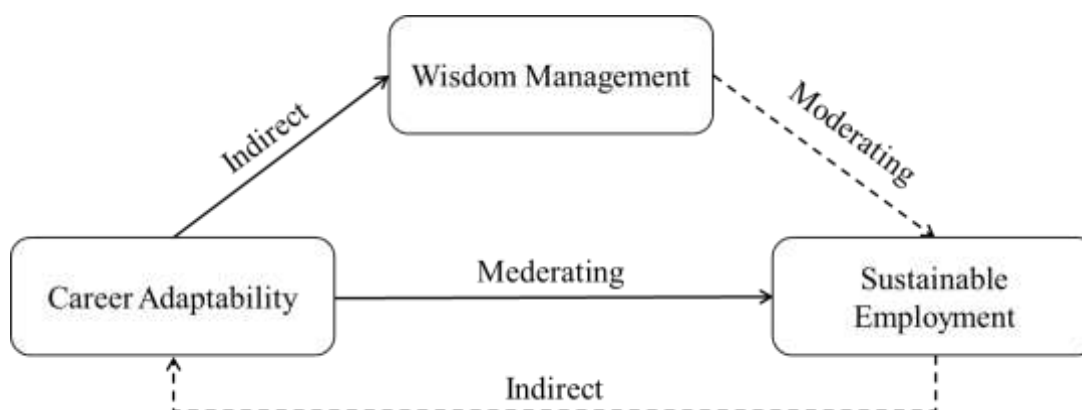 Wisdom Management
Indirect
Moderating
Career Adaptability
Mederating
Sustainable
Employment
Indirect